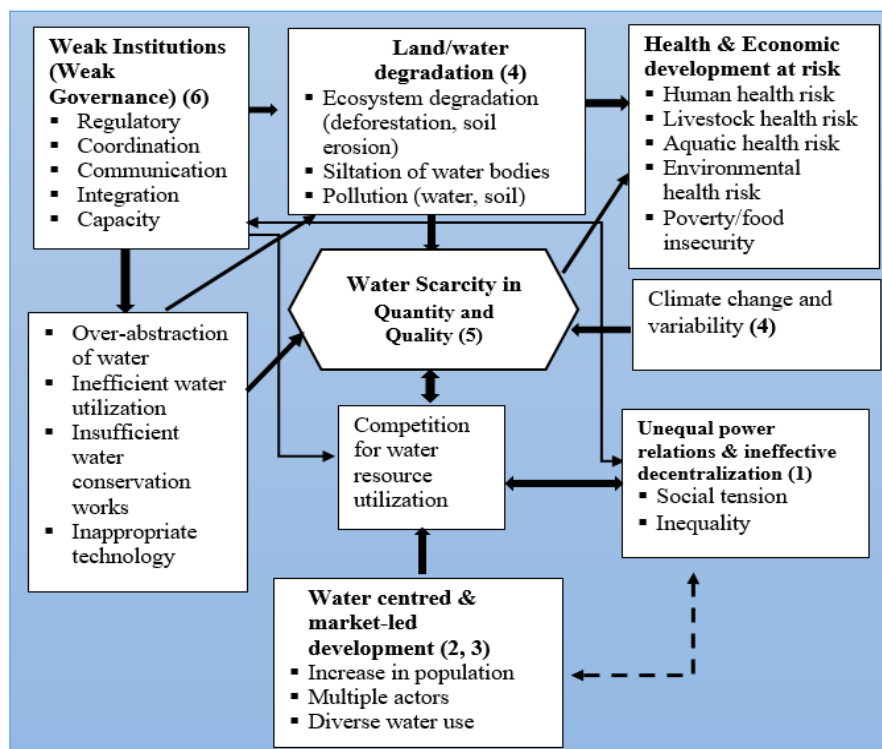 Weak Institutions
(Weak
Governance) (6)
▪ Regulatory
▪ Coordination
▪ Communication
▪ Integration
▪ Capacity
Land/water
degradation (4)
▪ Ecosystem degradation
(deforestation, soil
erosion)
▪ Siltation of water bodies
▪ Pollution (water, soil)
Health & Economic
development at risk
▪ Human health risk
▪ Livestock health risk
▪ Aquatic health risk
▪ Environmental
health risk
▪ Poverty/food
insecurity
Water Scarcity in
Quantity and
Quality (5)
Climate change and
variability (4)
▪ Over-abstraction
of water
▪ Inefficient water
utilization
▪ Insufficient
water
conservation
works
▪ Inappropriate
technology
Competition
for water
resource
utilization
Unequal power
relations & ineffective
decentralization (1)
▪ Social tension
▪ Inequality
Water centred &
market-led
development (2, 3)
▪ Increase in population
▪ Multiple actors
▪ Diverse water use